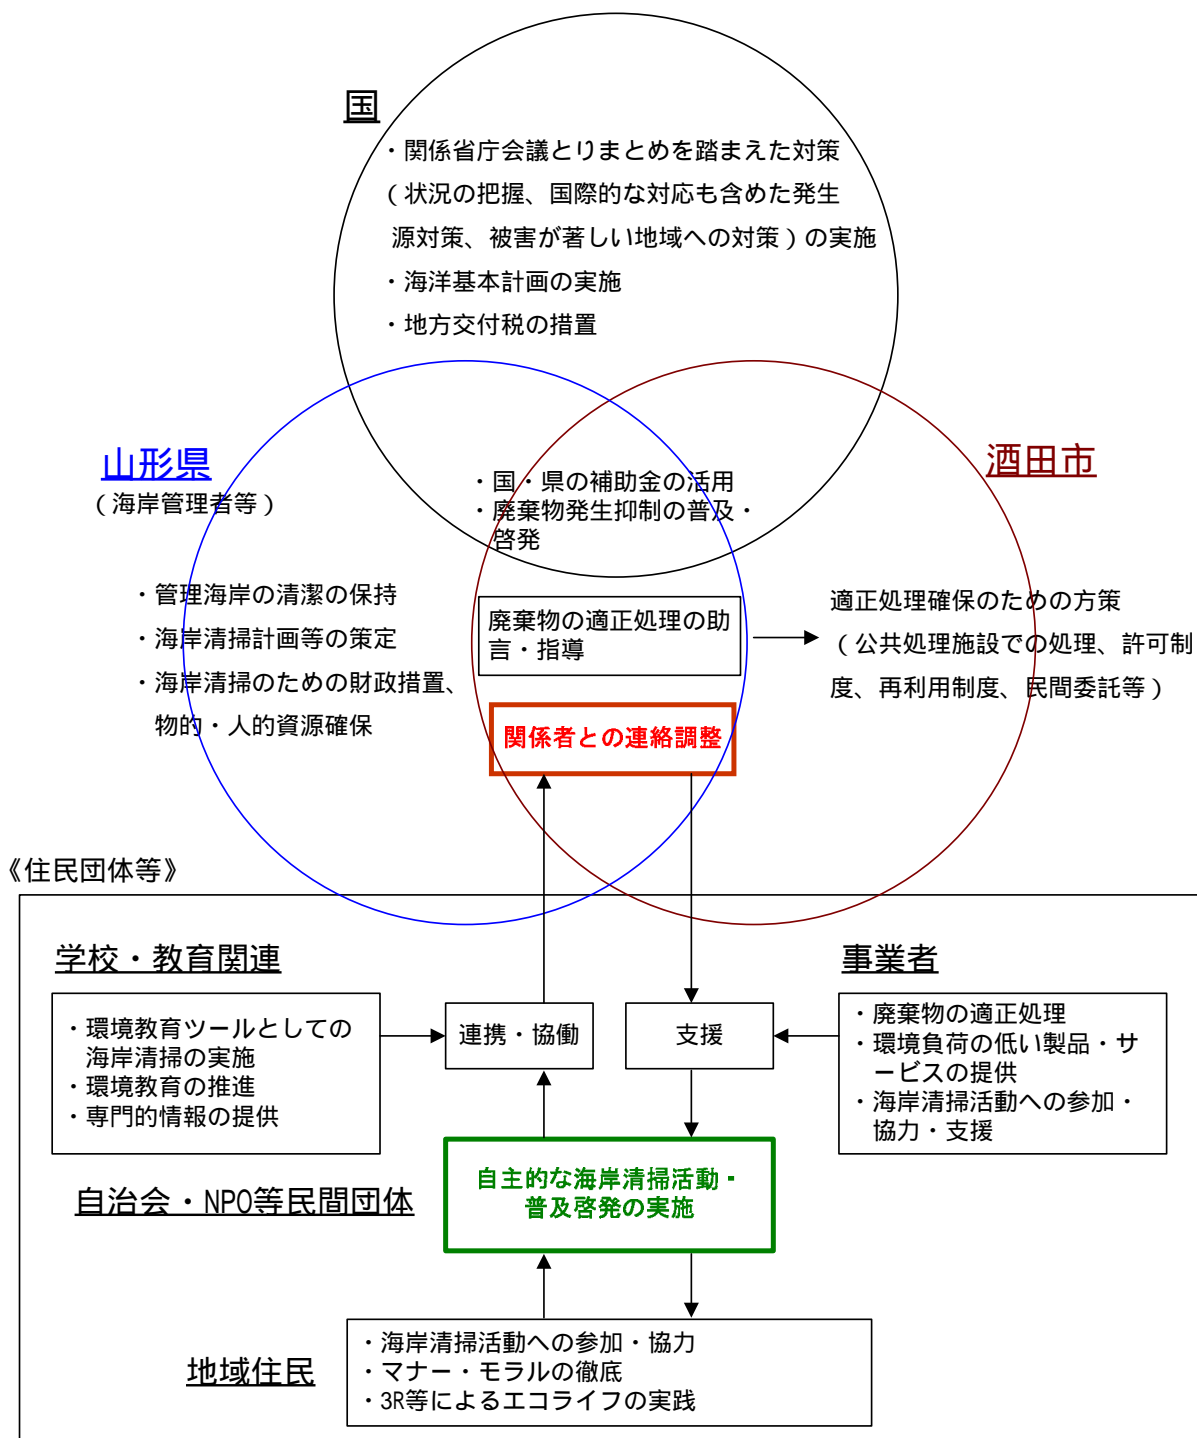 国
・関係省庁会議とりまとめを踏まえた対策
（状況の把握、国際的な対応も含めた発生
源対策、被害が著しい地域への対策）の実施
・海洋基本計画の実施
・地方交付税の措置
山形県
（海岸管理者等）
酒田市
・国・県の補助金の活用
・廃棄物発生抑制の普及・
啓発
・管理海岸の清潔の保持
・海岸清掃計画等の策定
・海岸清掃のための財政措置、
物的・人的資源確保
廃棄物の適正処理の助
言・指導
適正処理確保のための方策
（公共処理施設での処理、許可制
度、再利用制度、民間委託等）
関係者との連絡調整
《住民団体等》
学校・教育関連
・環境教育ツールとしての
海岸清掃の実施
・環境教育の推進
・専門的情報の提供
連携・協働
支援
事業者
・廃棄物の適正処理
・環境負荷の低い製品・サ
ービスの提供
・海岸清掃活動への参加・
協力・支援
自治会・NPO等民間団体
自主的な海岸清掃活動・
普及啓発の実施
地域住民
・海岸清掃活動への参加・協力
・マナー・モラルの徹底
・3R等によるエコライフの実践